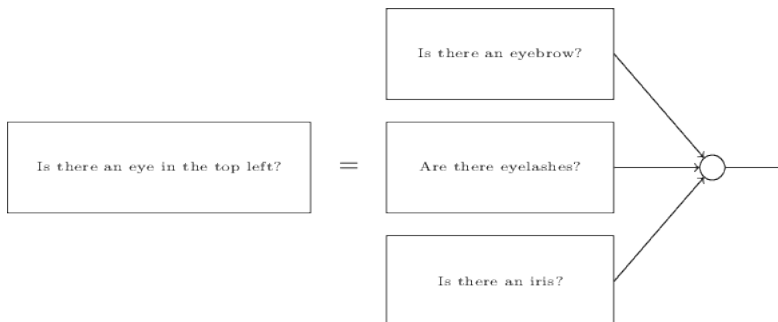 Is there an eyebrow?
Is there an eye in the top left?
=
Are there eyelashes?
Is there an iris?